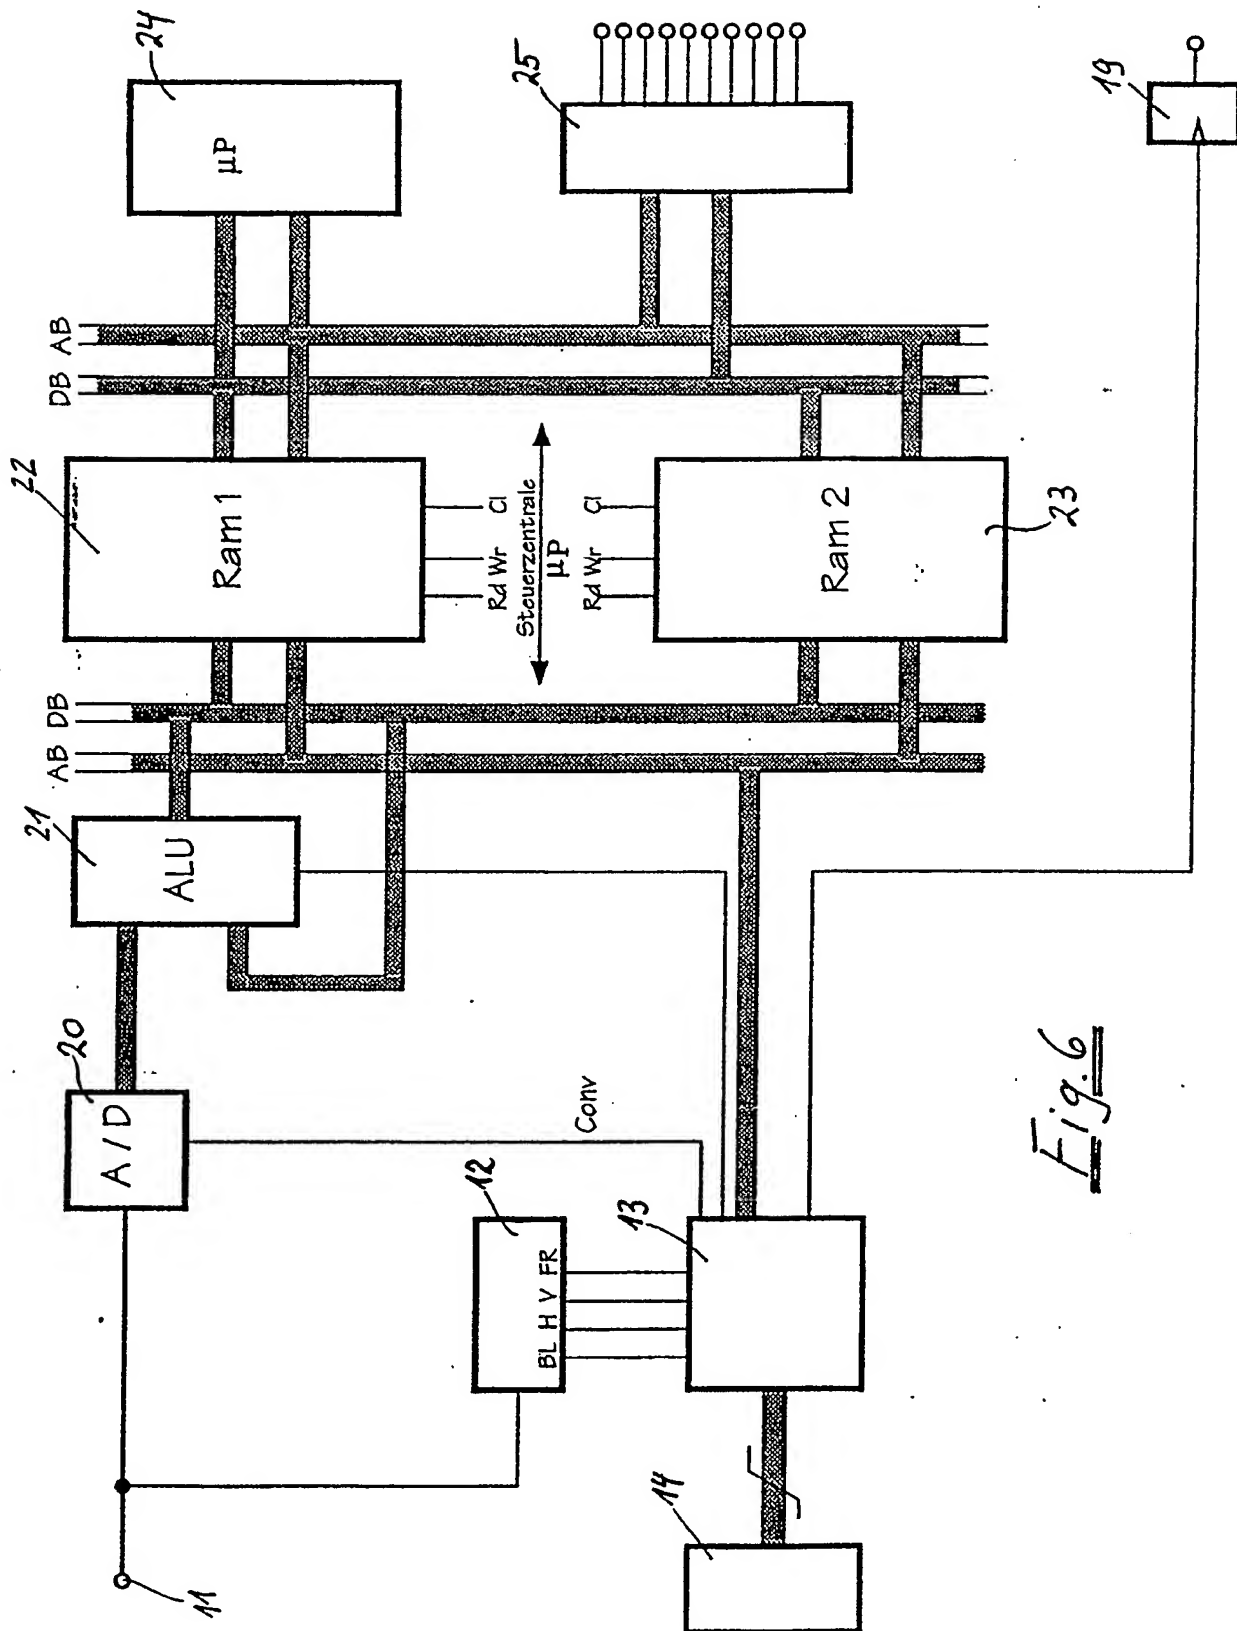 24
µP
25
19
AB
DB
22
Ram 1
Rd Wr Cl
Steuerzentrale
µP
Rd Wr Cl
Ram 2
23
DB
AB
21
ALU
20
A / D
Conv
12
BL H V FR
13
14
11
Fig. 6